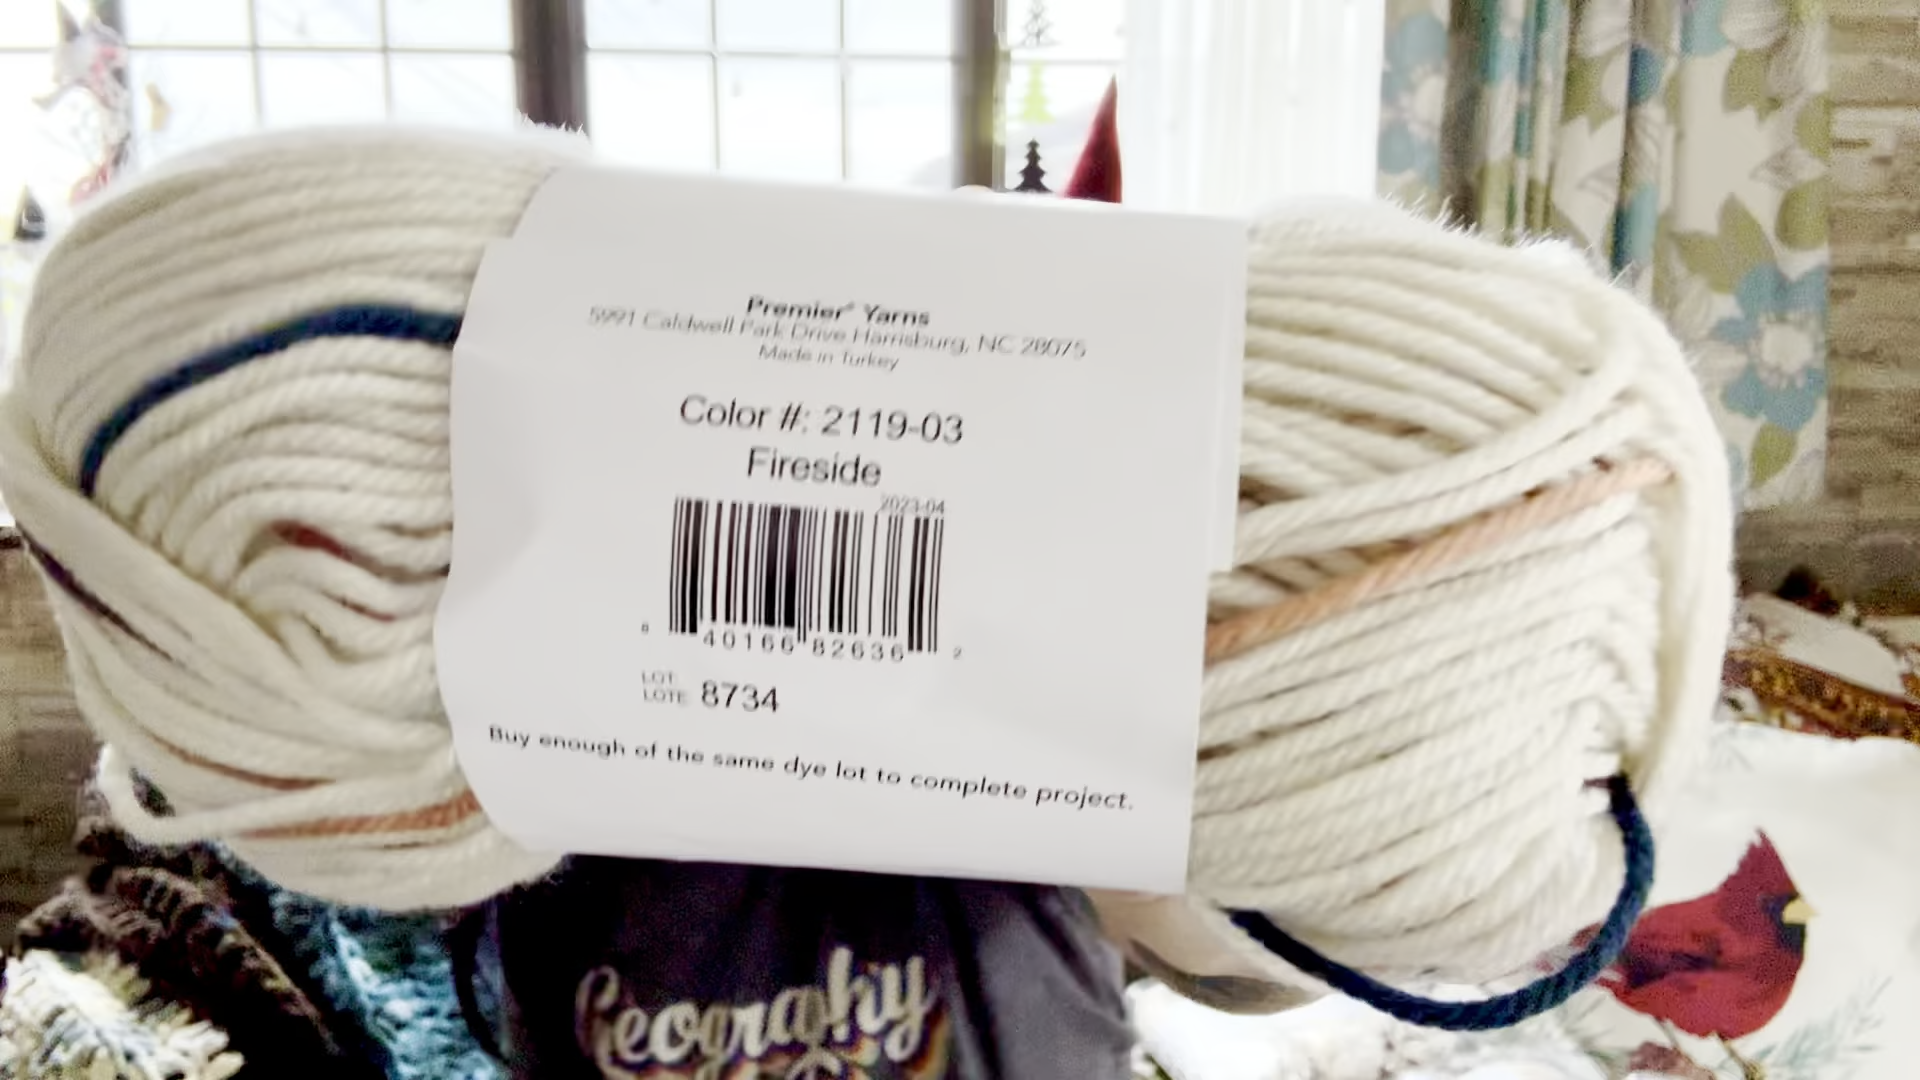 Premier® Yarns
5991 Caldwell Park Drive Harrisburg, NC 28075
Made in Turkey
Color #: 2119-03
Fireside
2023-04
8 40166 82636 2
LOT:
LOTE: 8734
Buy enough of the same dye lot to complete project.
Geography